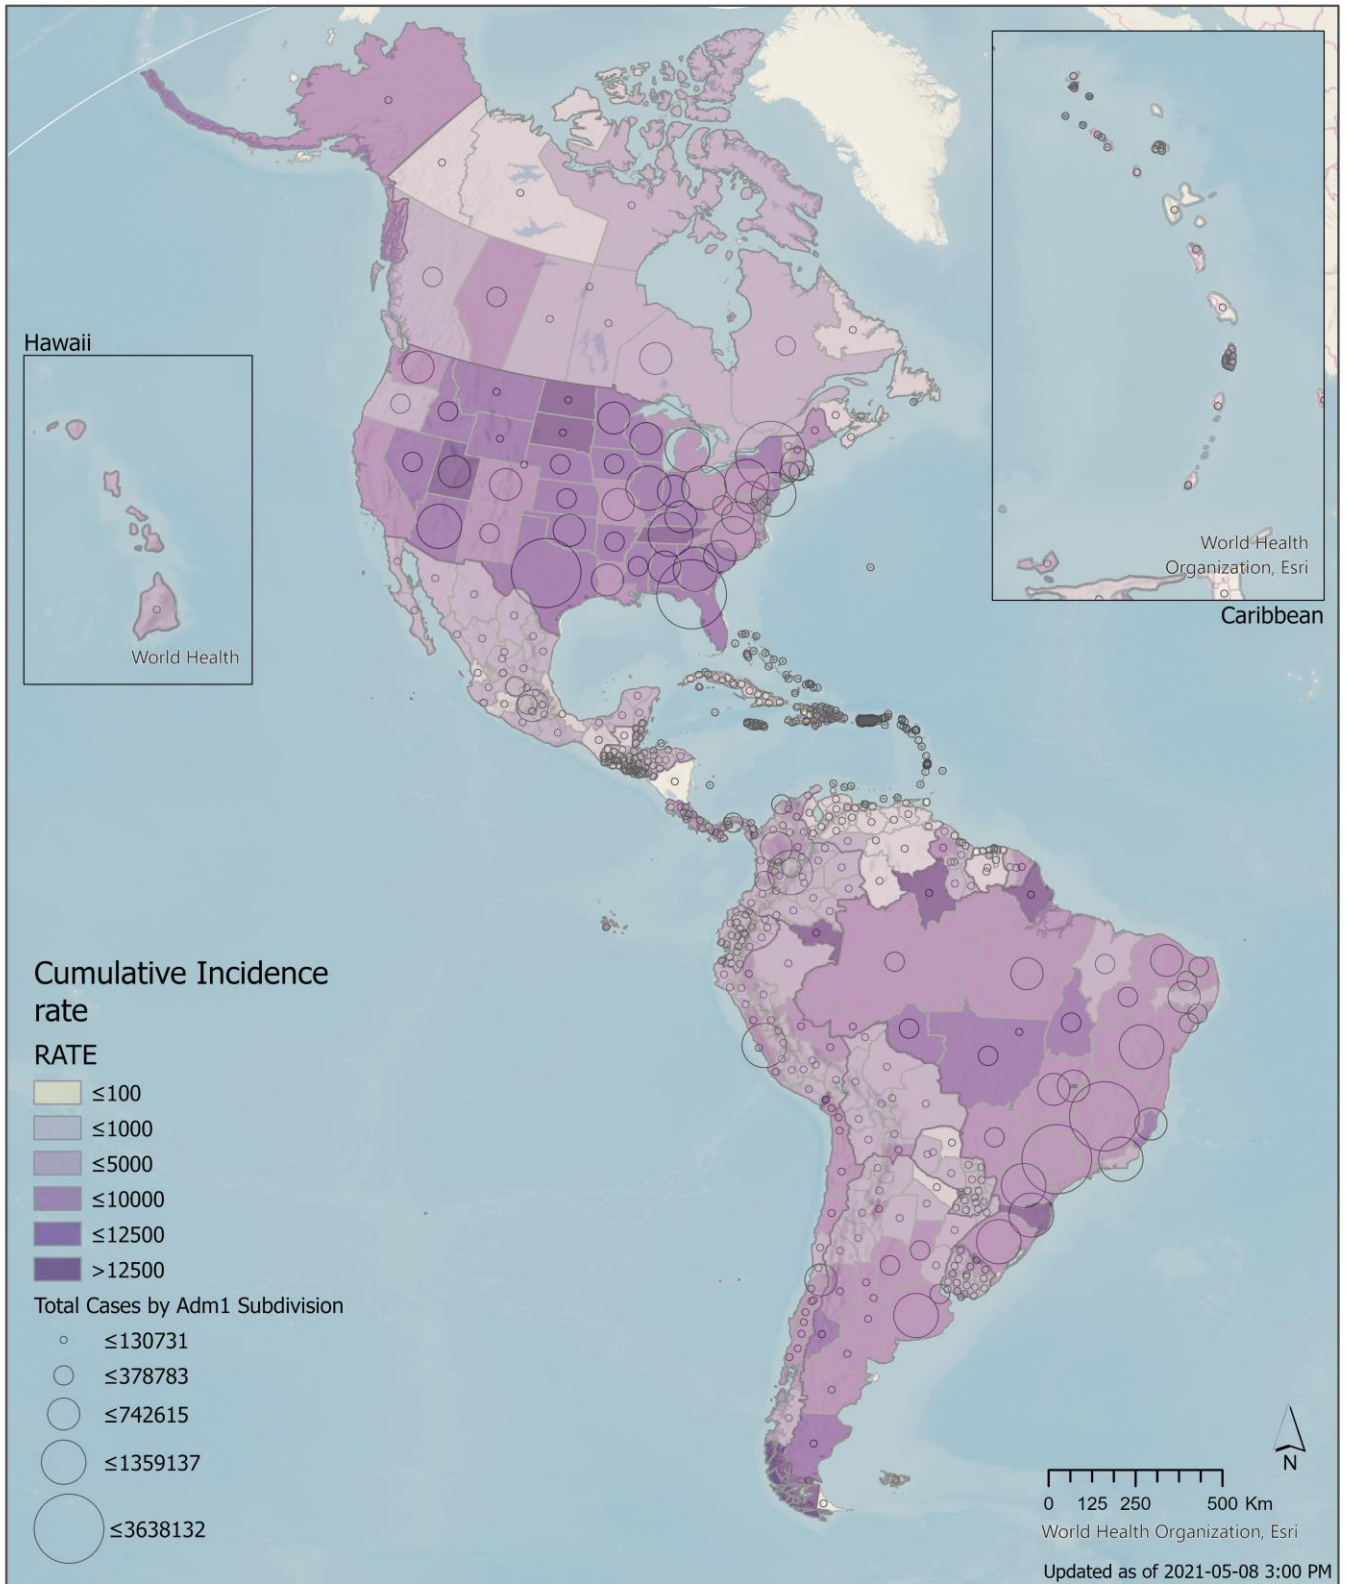 Hawaii
World Health
World Health
Organization, Esri
Caribbean
Cumulative Incidence
rate
RATE
≤100
≤1000
≤5000
≤10000
≤12500
>12500
Total Cases by Adm1 Subdivision
≤130731
≤378783
≤742615
≤1359137
≤3638132
N
0 125 250 500 Km
World Health Organization, Esri
Updated as of 2021-05-08 3:00 PM